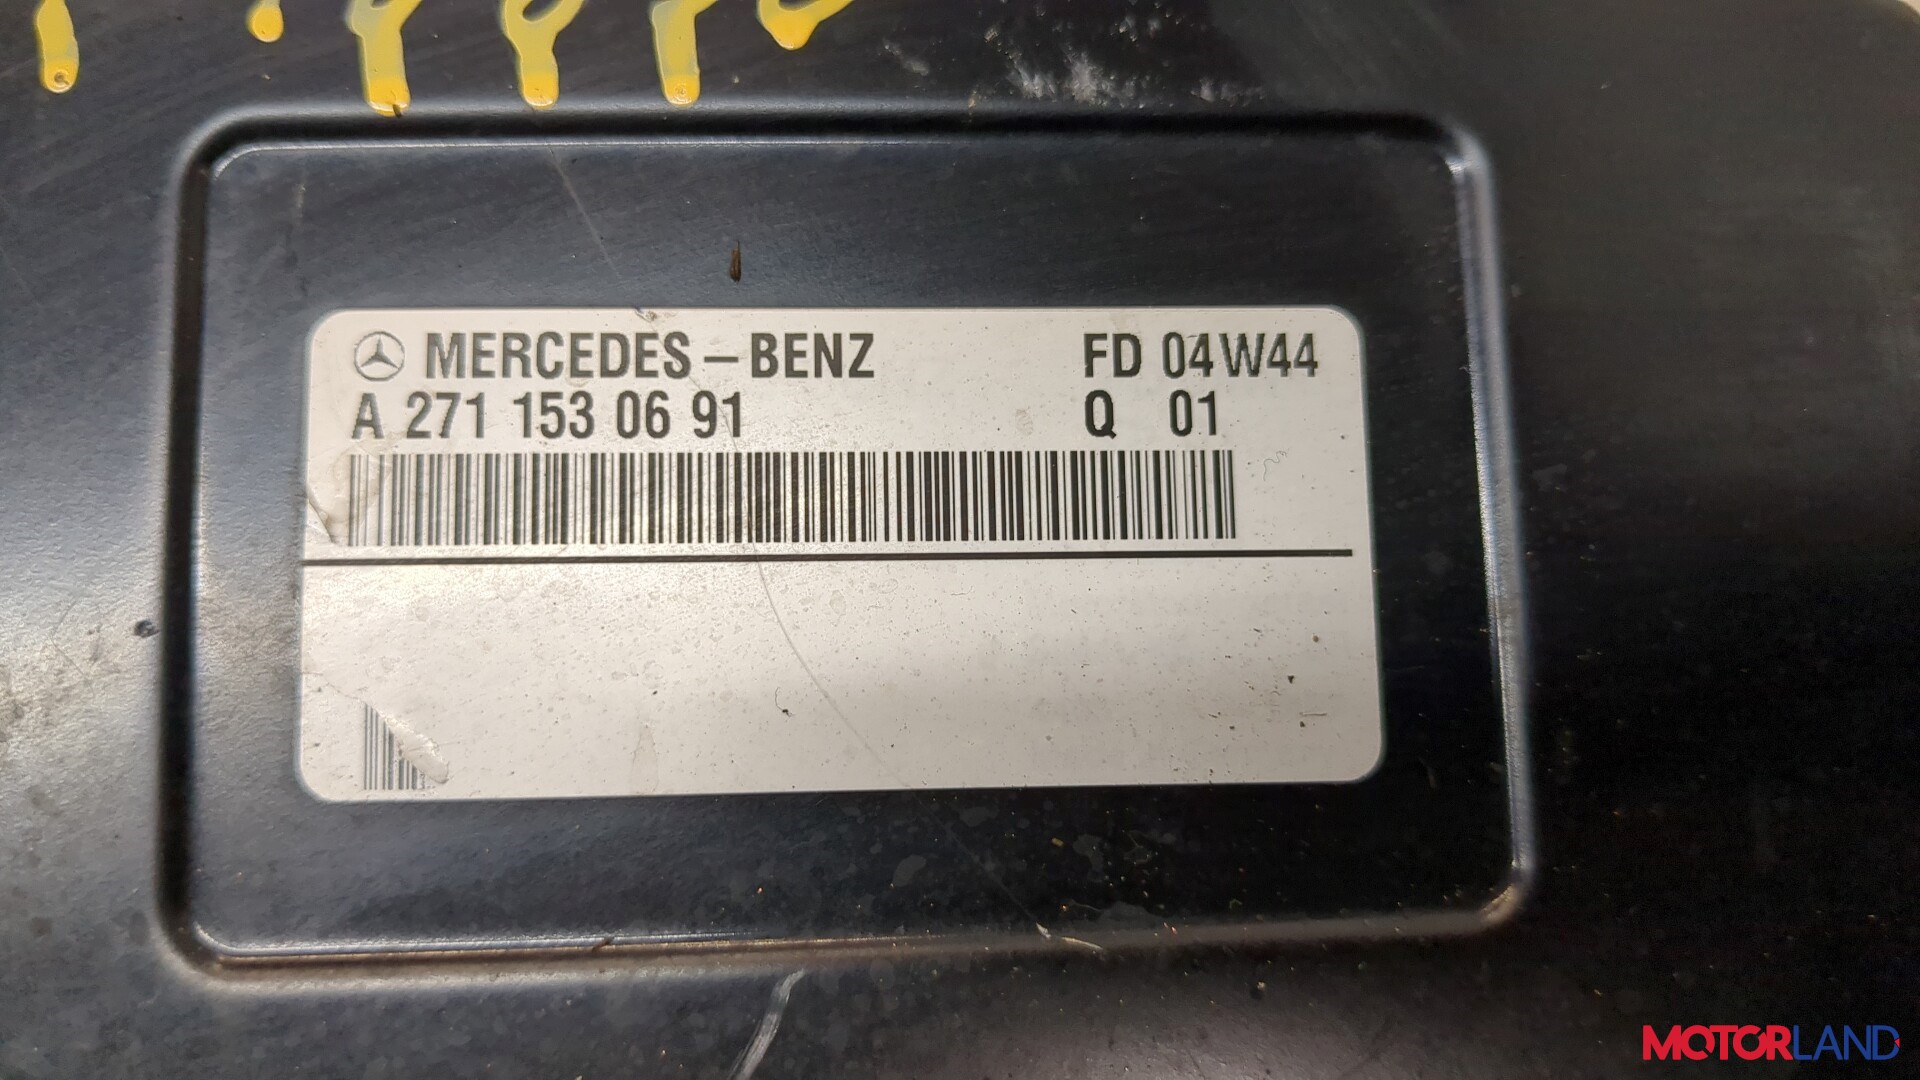 MERCEDES-BENZ FD 04W44
A 271 153 06 91 Q 01
MOTORLAND